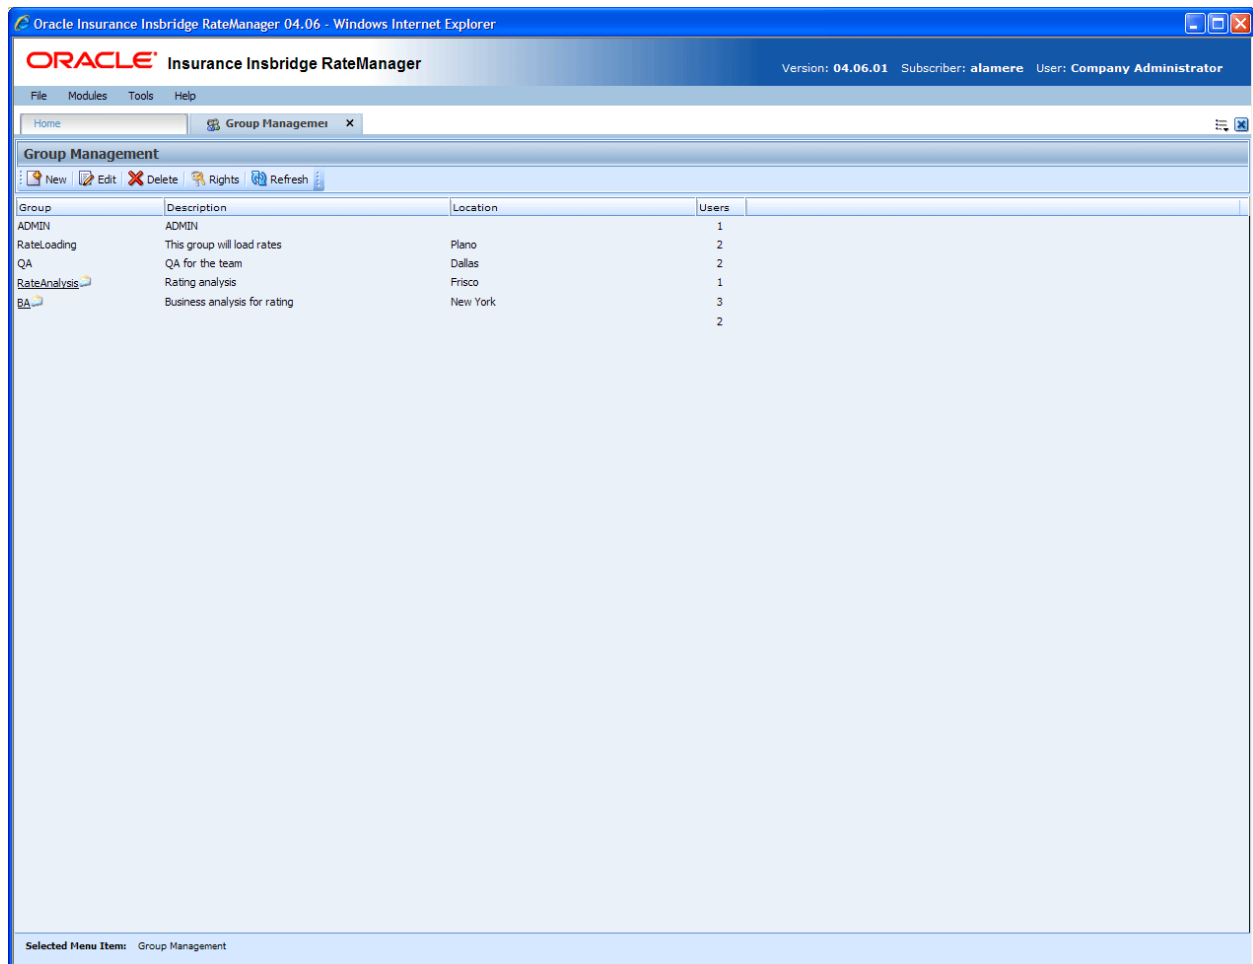 Oracle Insurance Insbridge RateManager 04.06 - Windows Internet Explorer
ORACLE Insurance Insbridge RateManager
Version: 04.06.01 Subscriber: alamere User: Company Administrator
File Modules Tools Help
Home Group Managemer
Group Management
New Edit Delete Rights Refresh
Group Description Location Users
ADMIN ADMIN 1
RateLoading This group will load rates Plano 2
QA QA for the team Dallas 2
RateAnalysis Rating analysis Frisco 1
BA Business analysis for rating New York 3
2
Selected Menu Item: Group Management